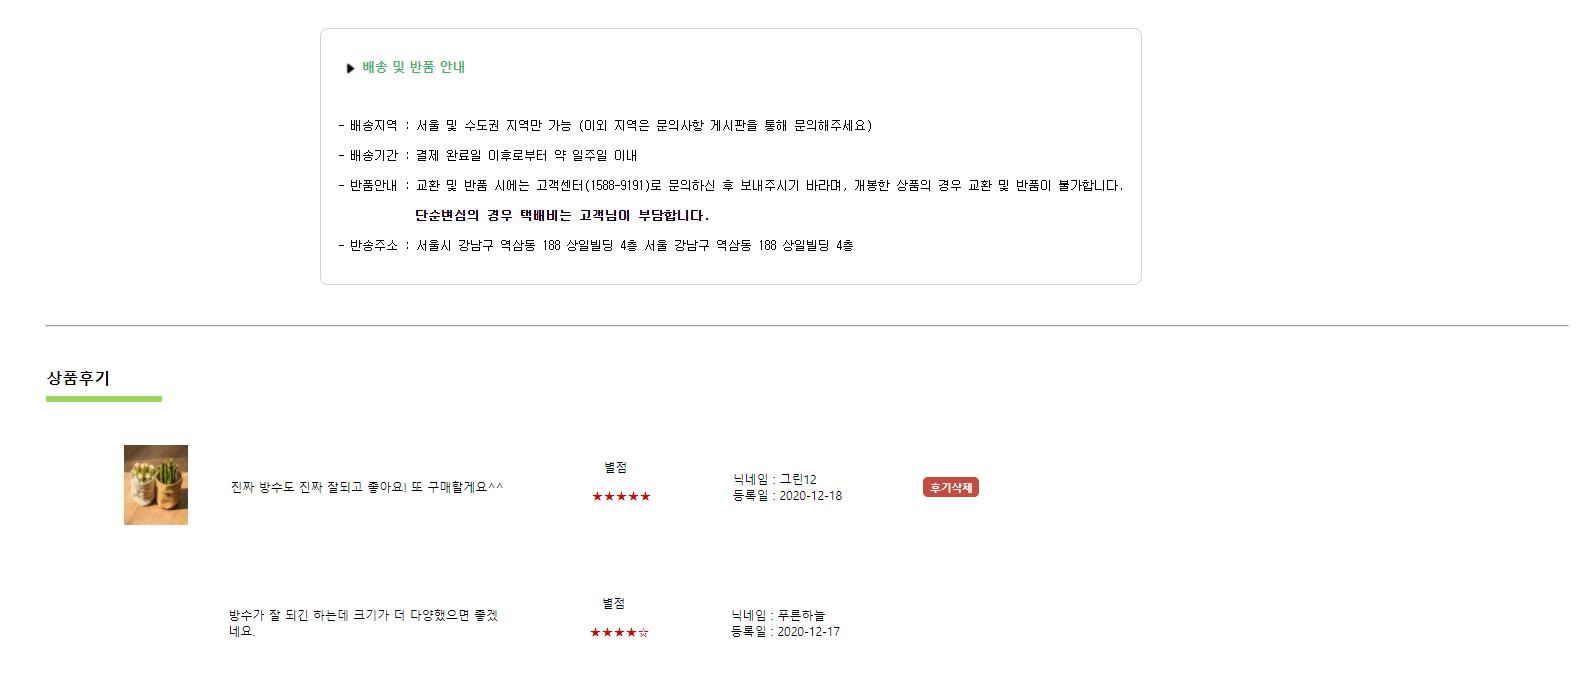 ▶ 배송 및 반품 안내
- 배송지역 : 서울 및 수도권 지역만 가능 (이외 지역은 문의사항 게시판을 통해 문의해주세요)
- 배송기간 : 결제 완료일 이후로부터 약 일주일 이내
- 반품안내 : 교환 및 반품 시에는 고객센터(1588-9191)로 문의하신 후 보내주시기 바라며, 개봉한 상품의 경우 교환 및 반품이 불가합니다.
단순변심의 경우 택배비는 고객님이 부담합니다.
- 반송주소 : 서울시 강남구 역삼동 188 상일빌딩 4층 서울 강남구 역삼동 188 상일빌딩 4층
상품후기
진짜 방수도 진짜 잘되고 좋아요! 또 구매할게요^^
별점
★★★★★
닉네임 : 그린12
등록일 : 2020-12-18
후기삭제
방수가 잘 되긴 하는데 크기가 더 다양했으면 좋겠
네요.
별점
★★★★☆
닉네임 : 푸른하늘
등록일 : 2020-12-17